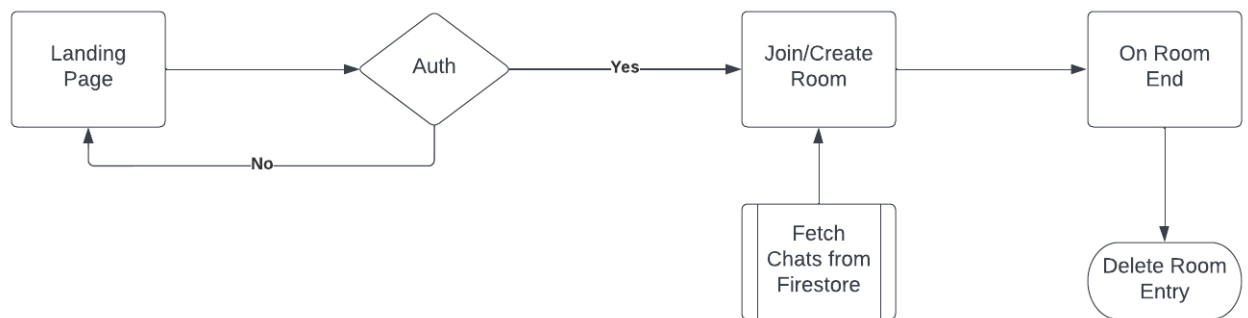 Landing
Page
Auth
Yes
Join/Create
Room
On Room
End
No
Fetch
Chats from
Firestore
Delete Room
Entry